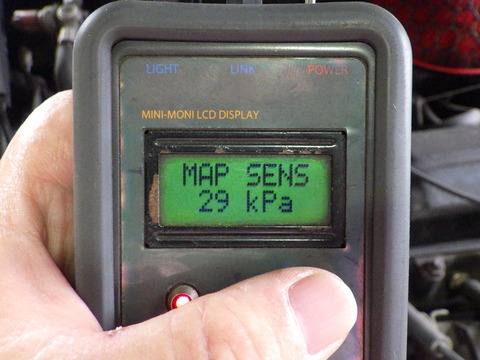 LIGHT LINK POWER
MINI-MONI LCD DISPLAY
MAP SENS
29 kPa